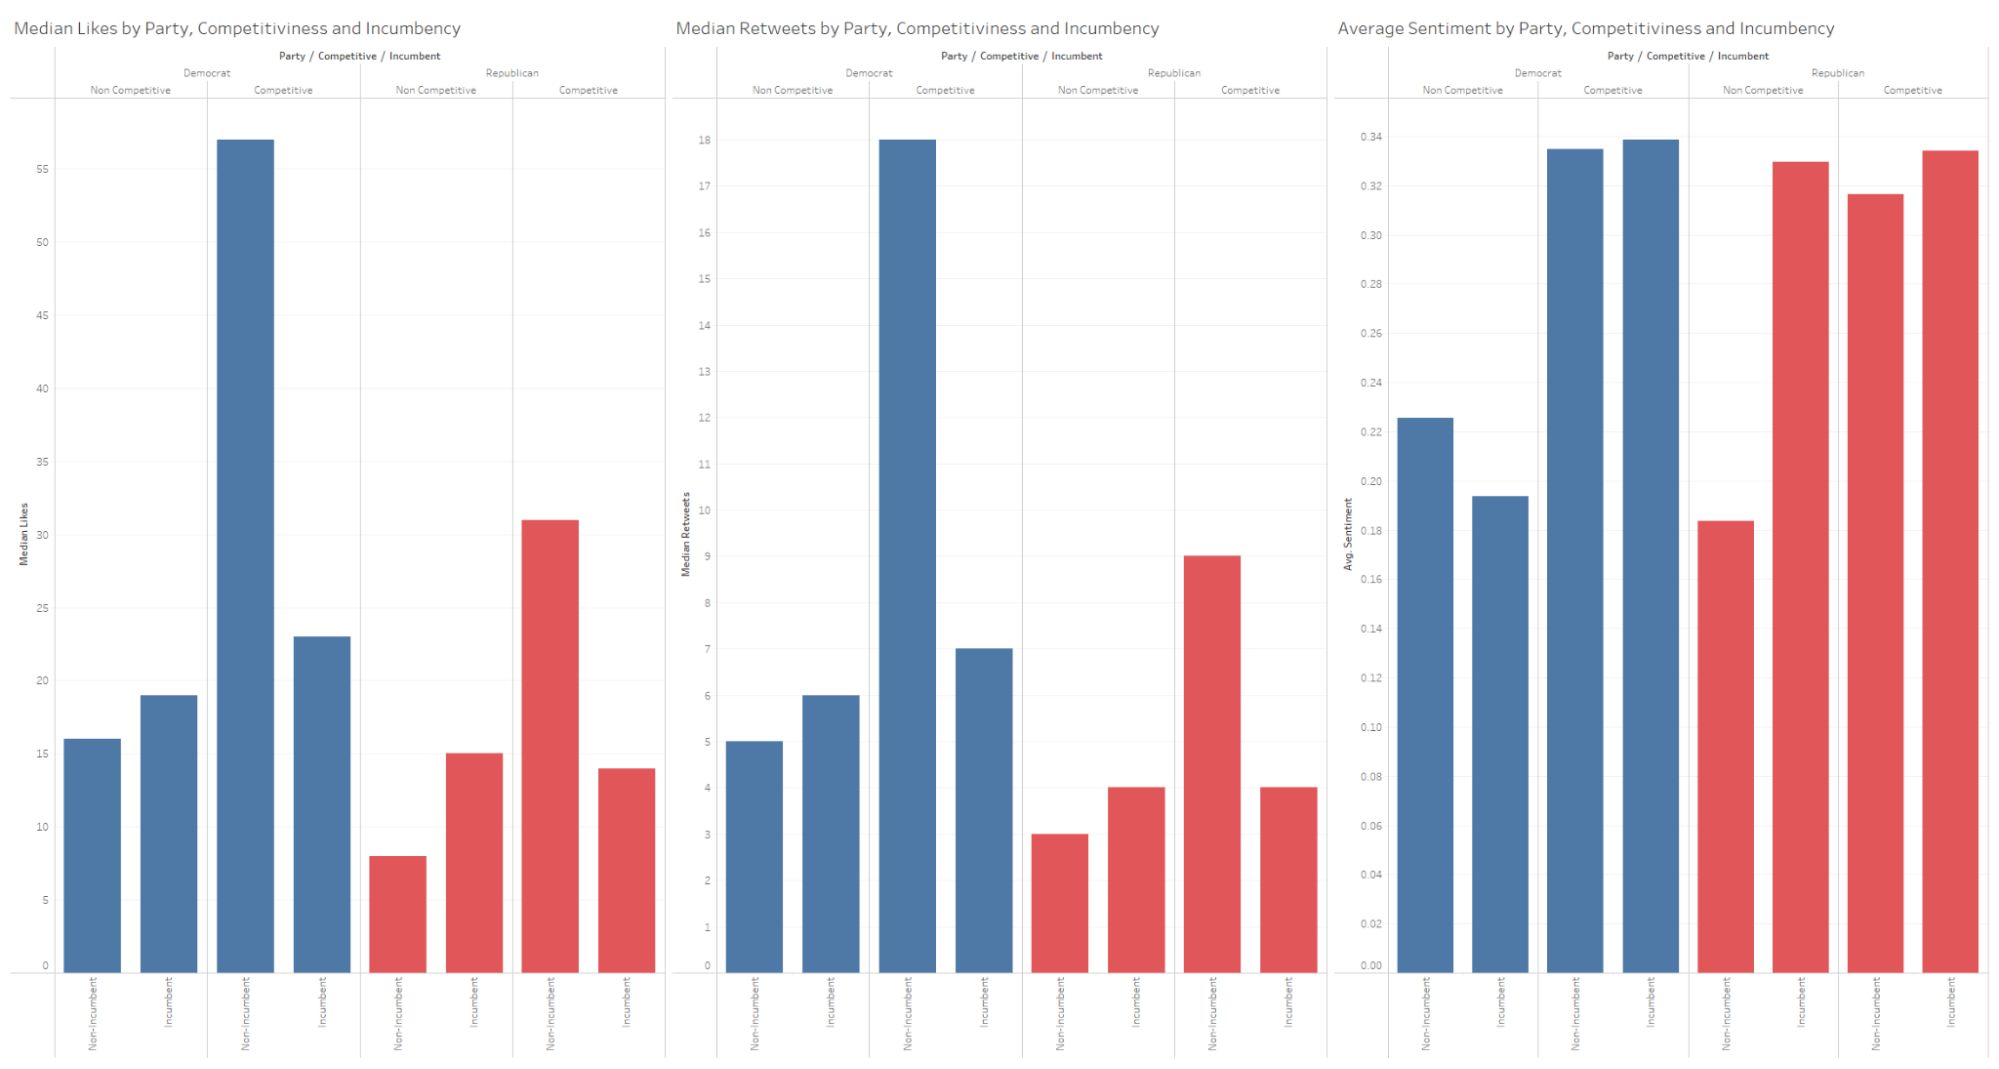 Median Likes by Party, Competitiviness and Incumbency
Party / Competitive / Incumbent
Democrat Republican
Non Competitive Competitive Non Competitive Competitive
Median Likes
55
50
45
40
35
30
25
20
15
10
5
0
Non-Incumbent Incumbent Non-Incumbent Incumbent Non-Incumbent Incumbent Non-Incumbent Incumbent
Median Retweets by Party, Competitiviness and Incumbency
Party / Competitive / Incumbent
Democrat Republican
Non Competitive Competitive Non Competitive Competitive
Median Retweets
18
17
16
15
14
13
12
11
10
9
8
7
6
5
4
3
2
1
0
Non-Incumbent Incumbent Non-Incumbent Incumbent Non-Incumbent Incumbent Non-Incumbent Incumbent
Average Sentiment by Party, Competitiviness and Incumbency
Party / Competitive / Incumbent
Democrat Republican
Non Competitive Competitive Non Competitive Competitive
Avg. Sentiment
0.34
0.32
0.30
0.28
0.26
0.24
0.22
0.20
0.18
0.16
0.14
0.12
0.10
0.08
0.06
0.04
0.02
0.00
Non-Incumbent Incumbent Non-Incumbent Incumbent Non-Incumbent Incumbent Non-Incumbent Incumbent